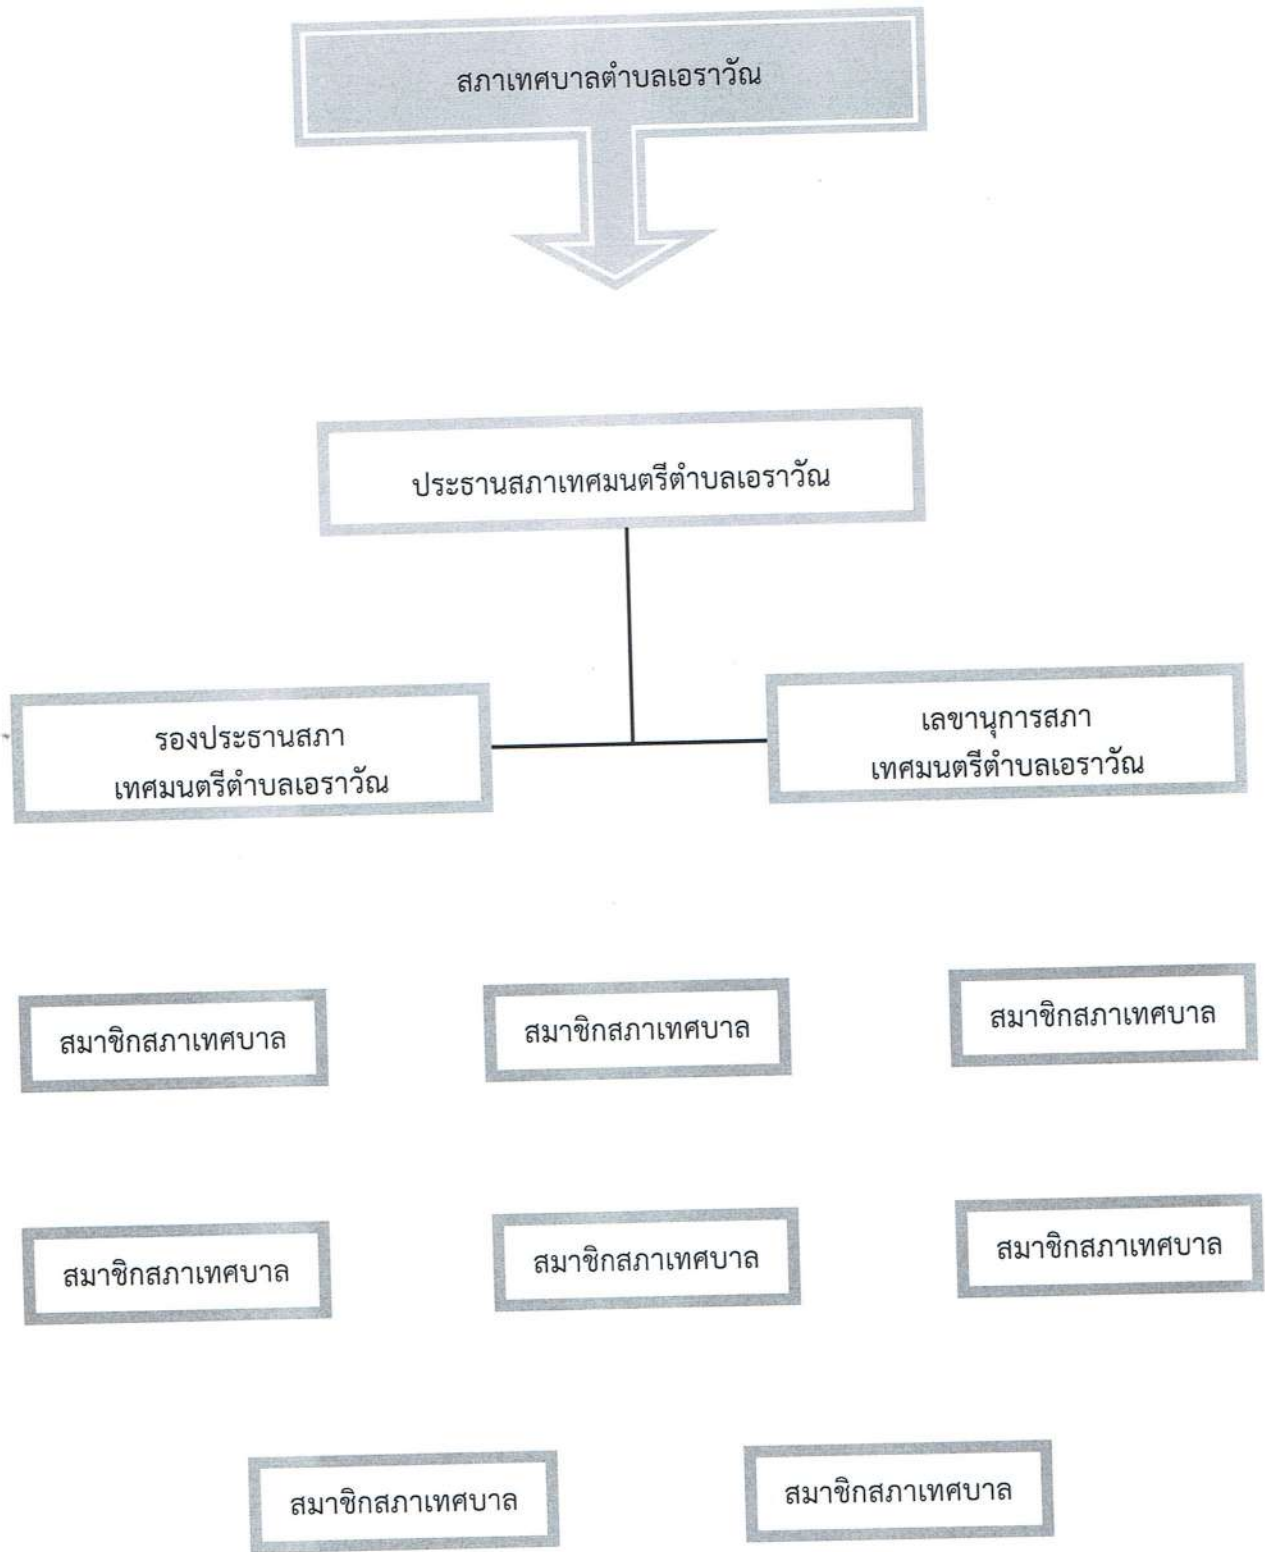 สภาเทศบาลตำบลเอราวัณ
ประธานสภาเทศมนตรีตำบลเอราวัณ
รองประธานสภา
เทศมนตรีตำบลเอราวัณ
เลขานุการสภา
เทศมนตรีตำบลเอราวัณ
สมาชิกสภาเทศบาล
สมาชิกสภาเทศบาล
สมาชิกสภาเทศบาล
สมาชิกสภาเทศบาล
สมาชิกสภาเทศบาล
สมาชิกสภาเทศบาล
สมาชิกสภาเทศบาล
สมาชิกสภาเทศบาล